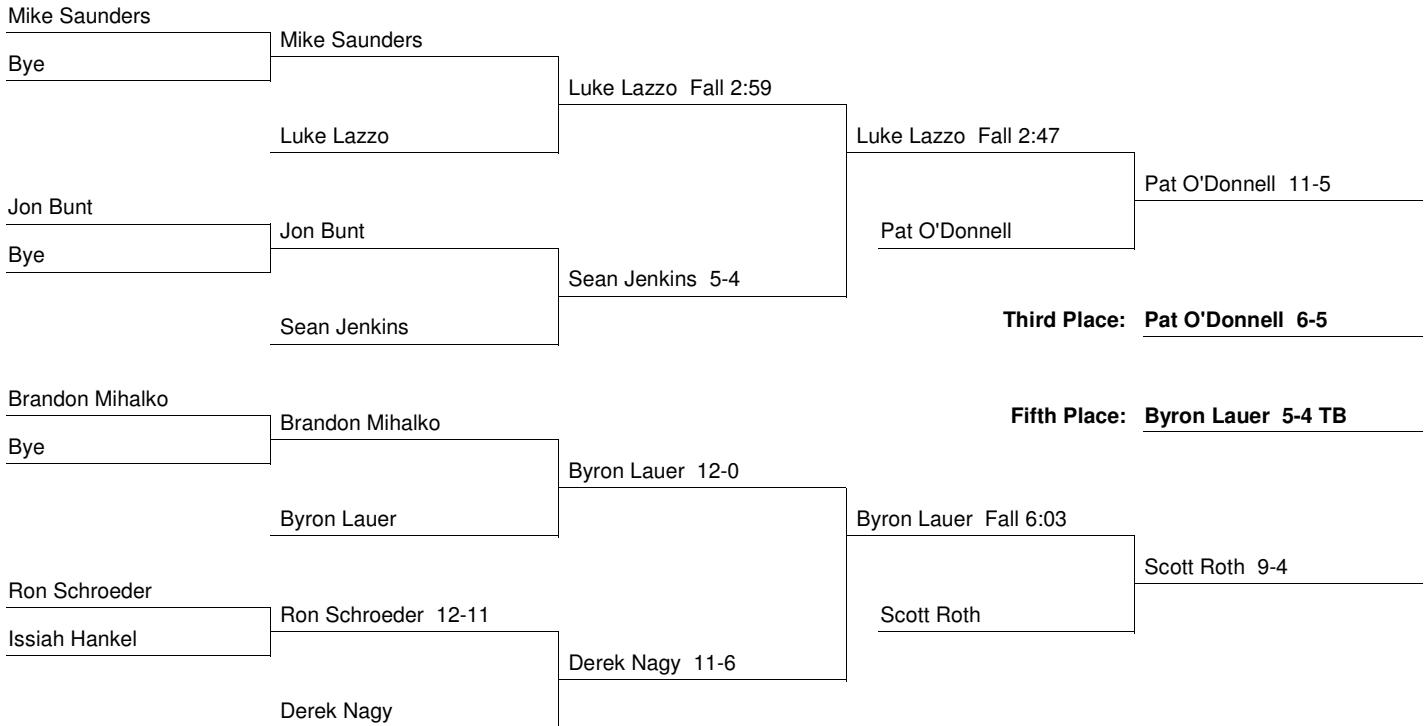 Mike Saunders
Mike Saunders
Bye
Luke Lazzo  Fall 2:59
Luke Lazzo
Luke Lazzo  Fall 2:47
Pat O'Donnell  11-5
Jon Bunt
Jon Bunt
Pat O'Donnell
Bye
Sean Jenkins  5-4
Sean Jenkins
Third Place:  Pat O'Donnell  6-5
Brandon Mihalko
Brandon Mihalko
Fifth Place:  Byron Lauer  5-4 TB
Bye
Byron Lauer  12-0
Byron Lauer
Byron Lauer  Fall 6:03
Scott Roth  9-4
Ron Schroeder
Ron Schroeder  12-11
Scott Roth
Issiah Hankel
Derek Nagy  11-6
Derek Nagy